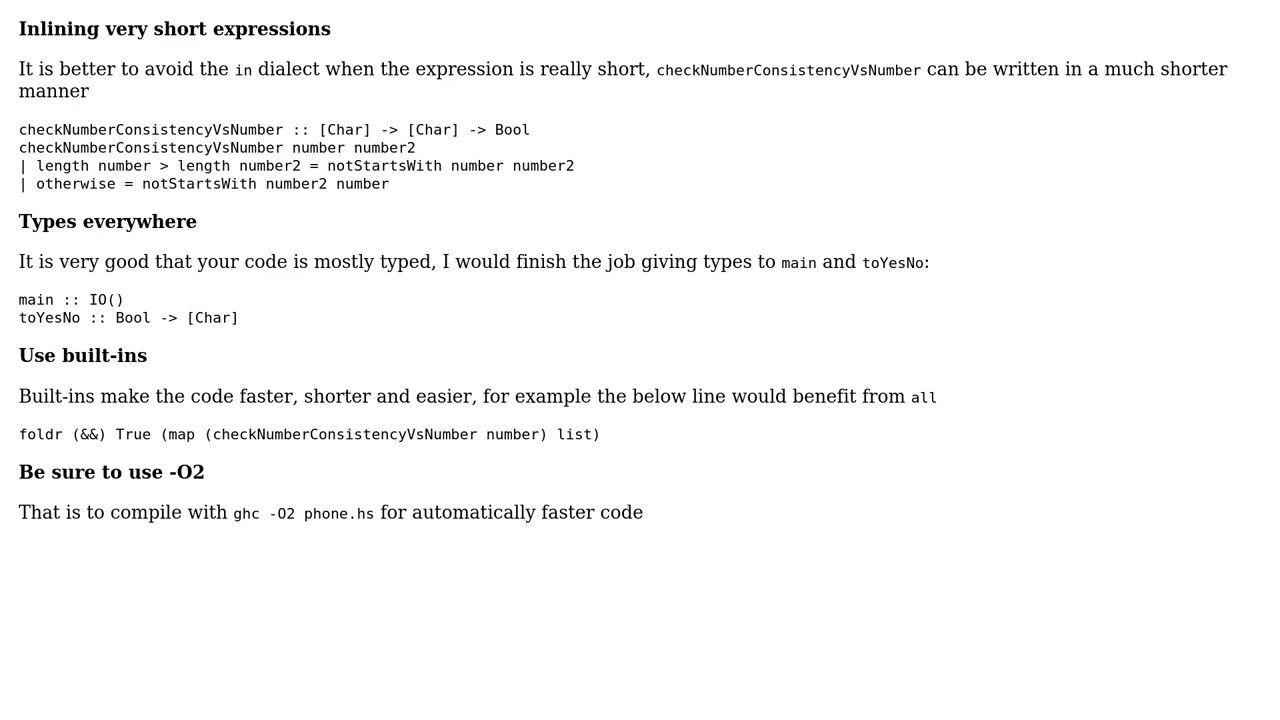 Inlining very short expressions
It is better to avoid the in dialect when the expression is really short, checkNumberConsistencyVsNumber can be written in a much shorter
manner
checkNumberConsistencyVsNumber :: [Char] -> [Char] -> Bool
checkNumberConsistencyVsNumber number number2
| length number > length number2 = notStartsWith number number2
| otherwise = notStartsWith number2 number
Types everywhere
It is very good that your code is mostly typed, I would finish the job giving types to main and toYesNo:
main :: IO()
toYesNo :: Bool -> [Char]
Use built-ins
Built-ins make the code faster, shorter and easier, for example the below line would benefit from all
foldr (&&) True (map (checkNumberConsistencyVsNumber number) list)
Be sure to use -O2
That is to compile with ghc -O2 phone.hs for automatically faster code